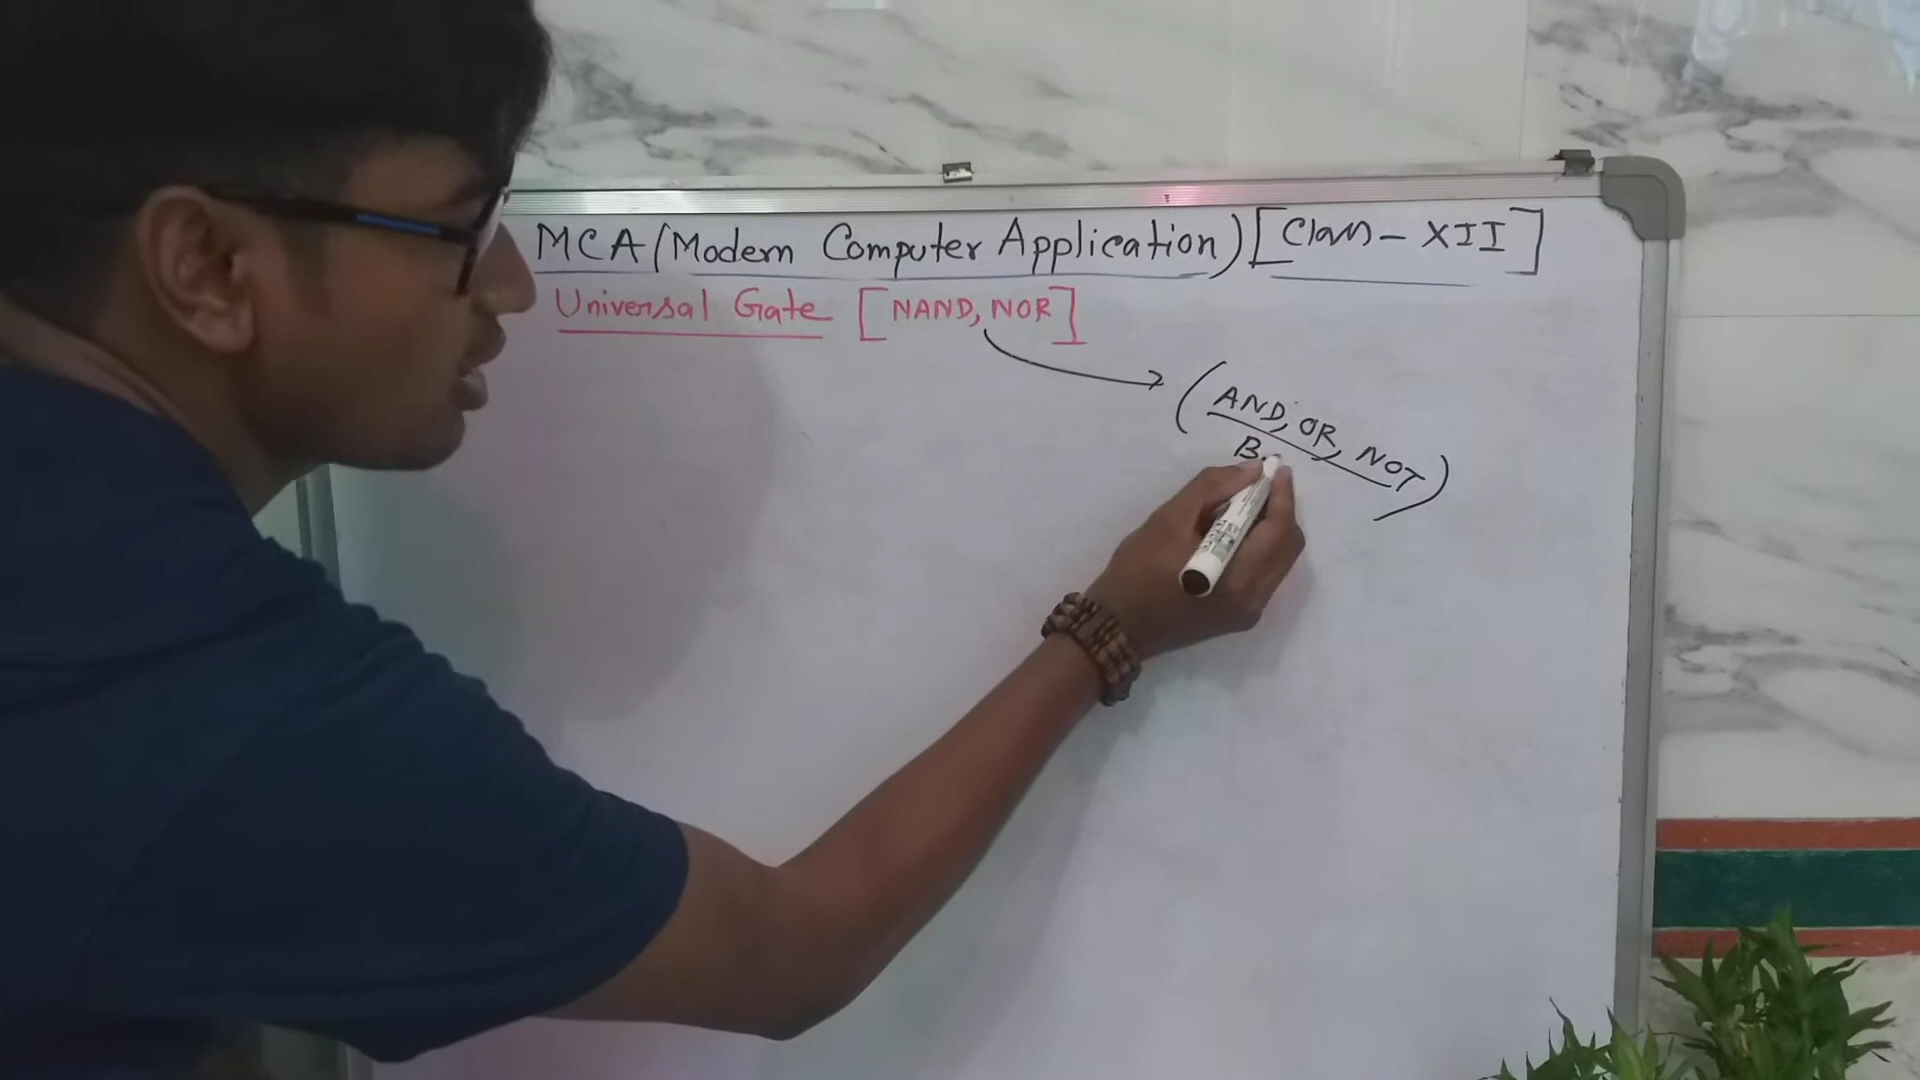 MCA (Modern Computer Application) [Class - XII]
Universal Gate [NAND, NOR]
(AND, OR, NOT)
B